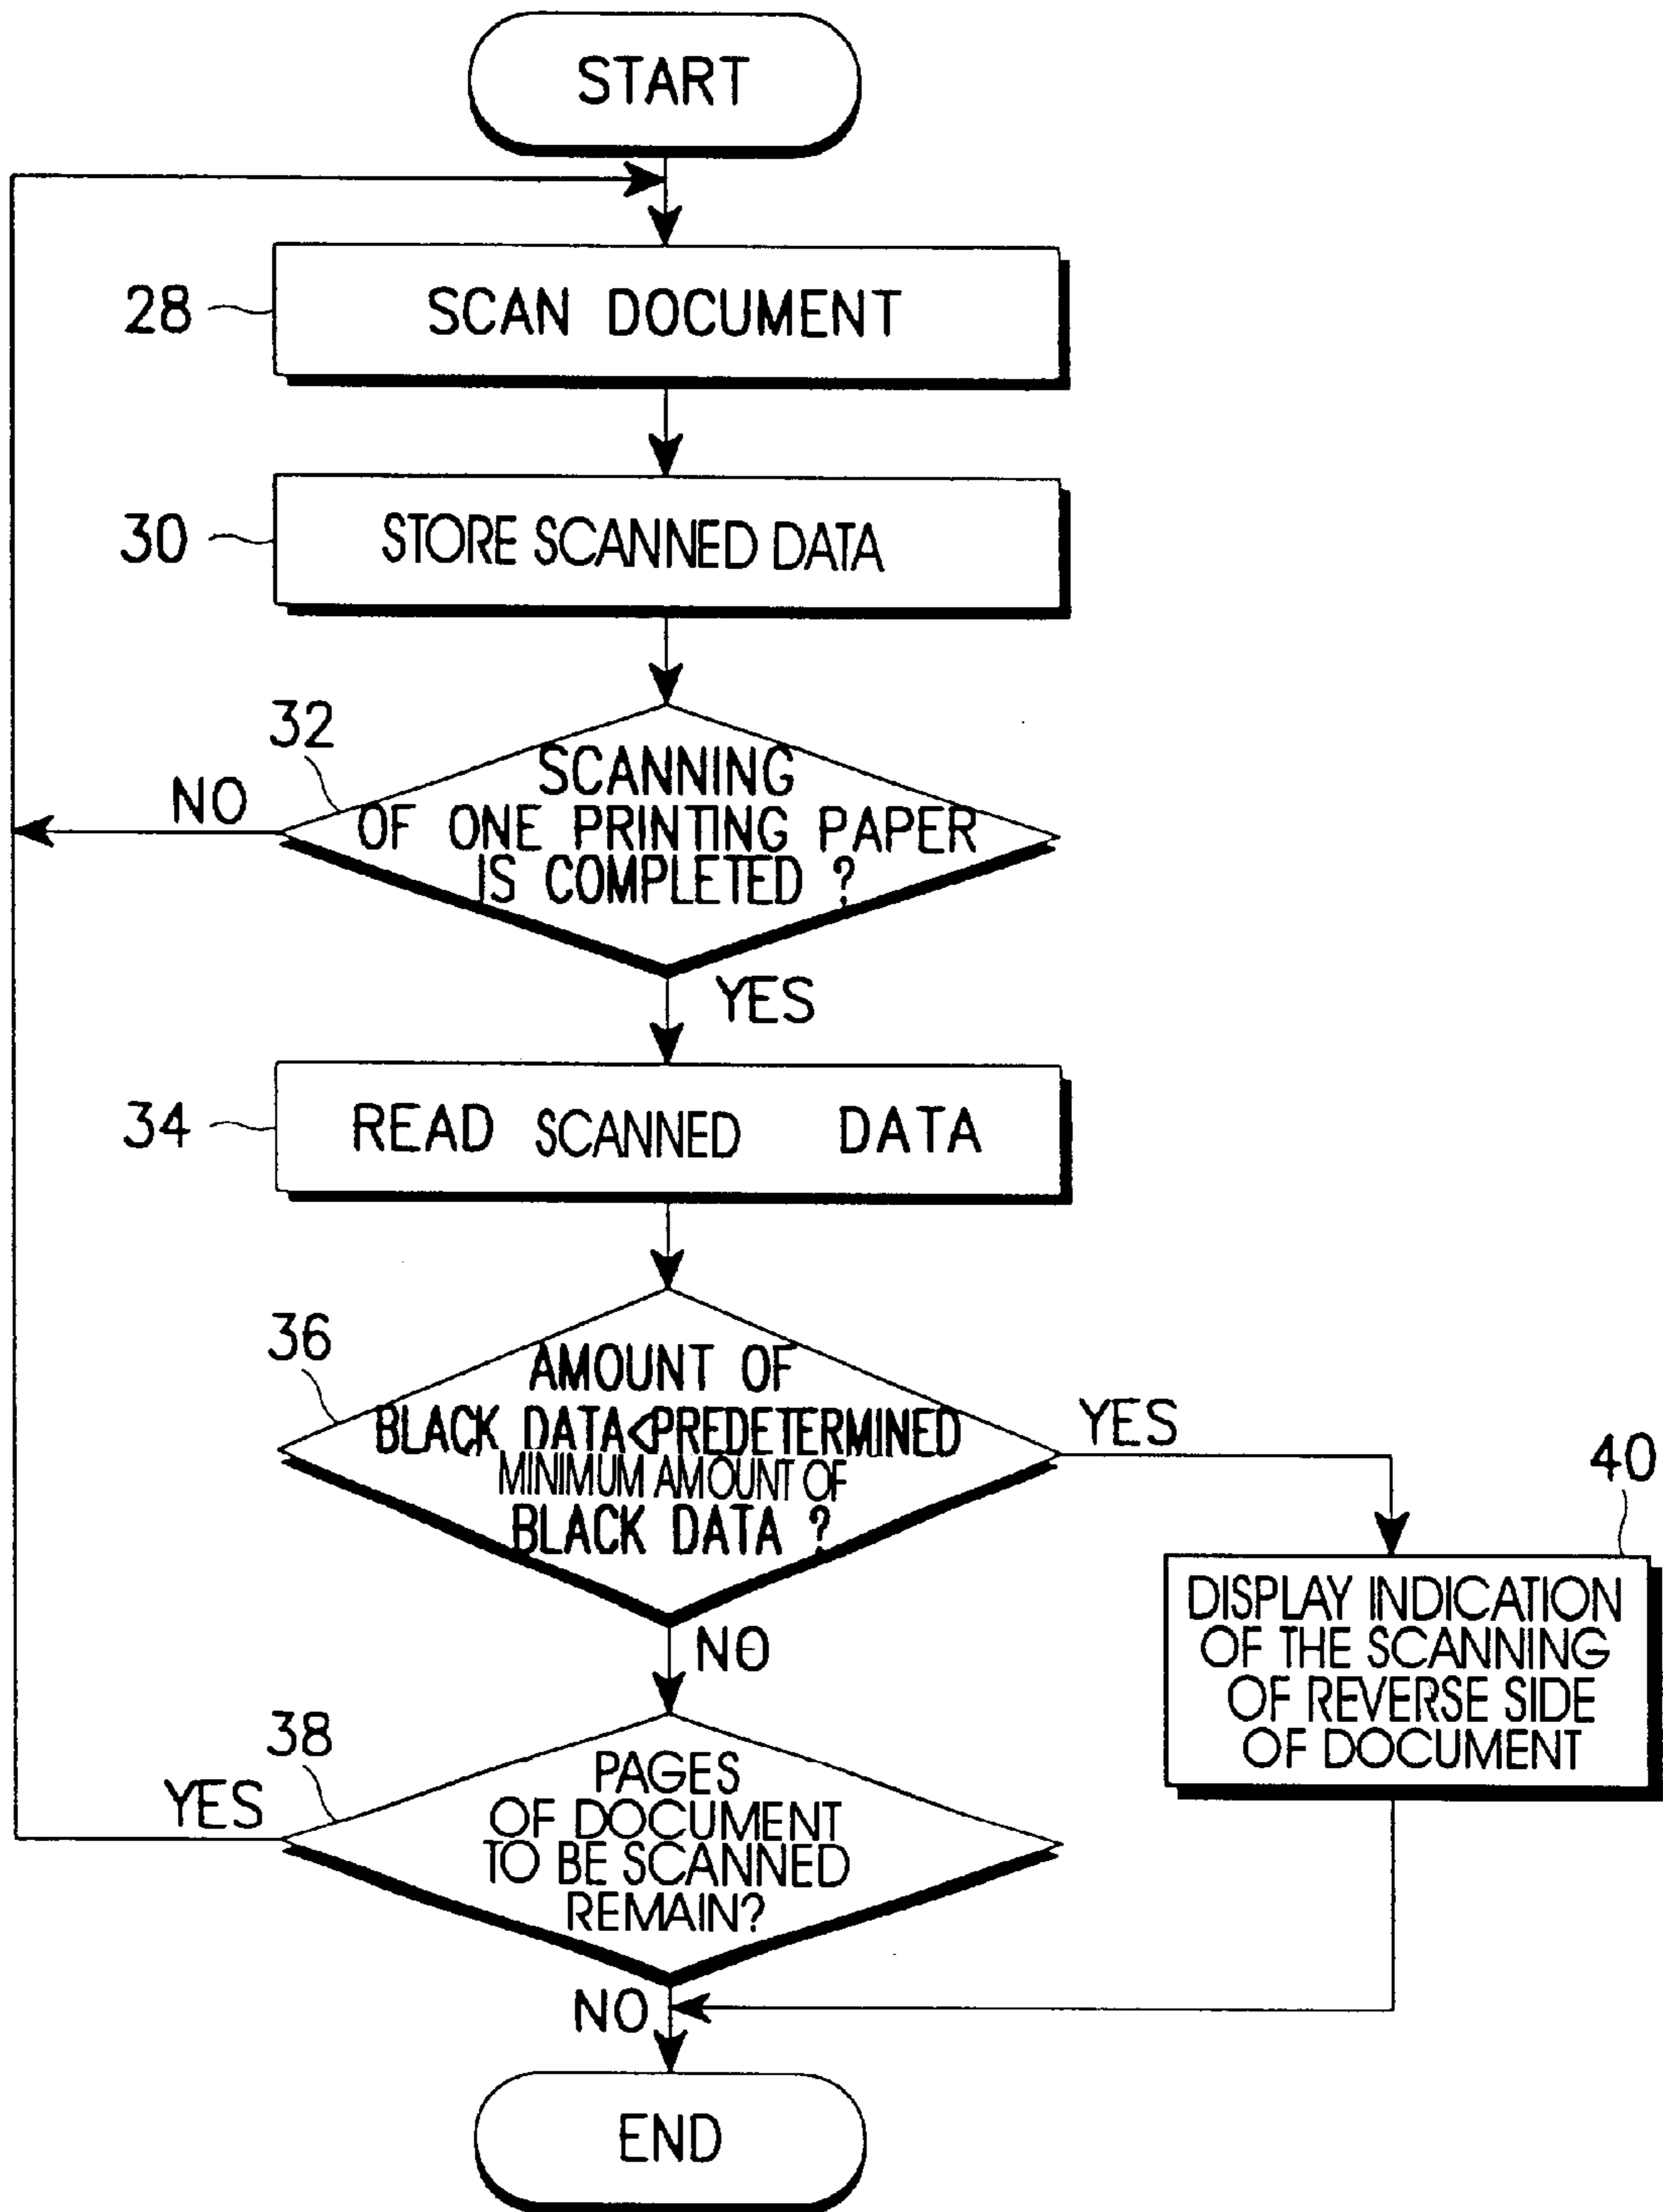 START
28
SCAN DOCUMENT
30
STORE SCANNED DATA
32
SCANNING
OF ONE PRINTING PAPER
IS COMPLETED ?
NO
YES
34
READ SCANNED DATA
36
AMOUNT OF
BLACK DATA<PREDETERMINED
MINIMUM AMOUNT OF
BLACK DATA ?
YES
NO
40
DISPLAY INDICATION
OF THE SCANNING
OF REVERSE SIDE
OF DOCUMENT
38
PAGES
OF DOCUMENT
TO BE SCANNED
REMAIN?
YES
NO
END